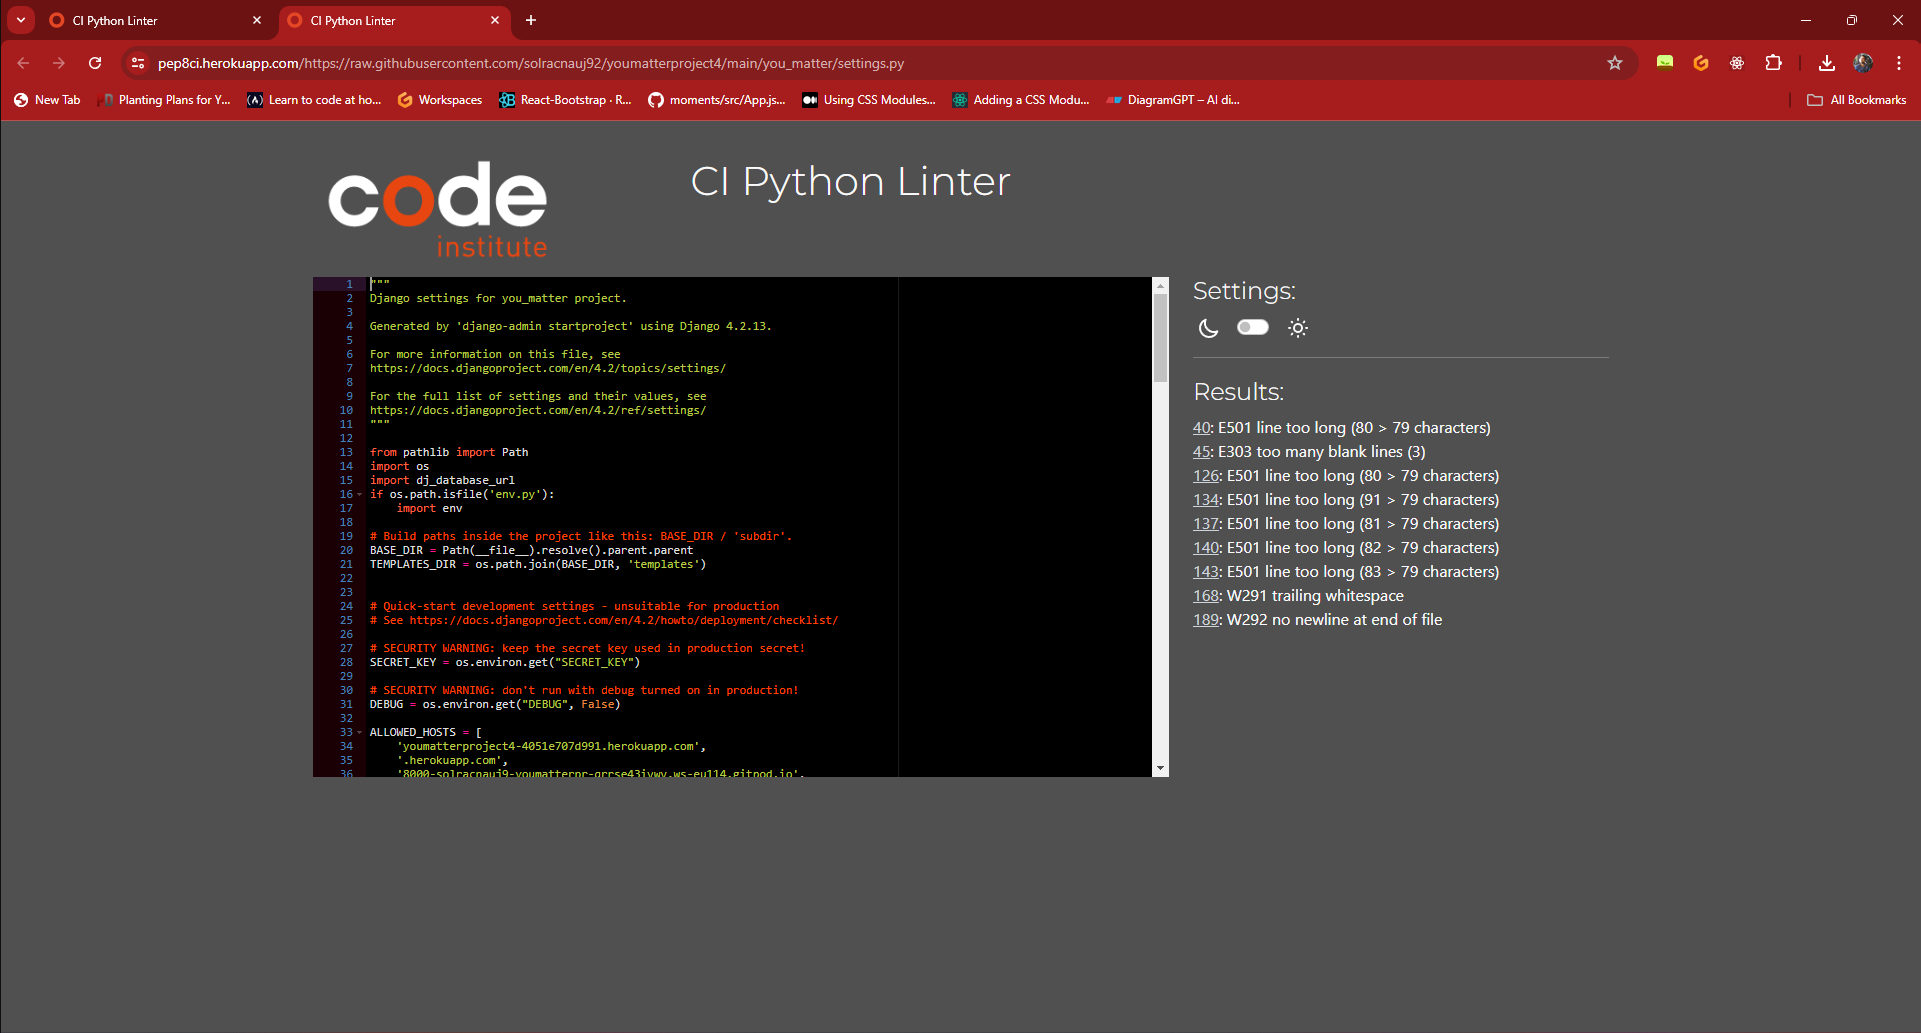 CI Python Linter
CI Python Linter
pep8ci.herokuapp.com/https://raw.githubusercontent.com/solracnauj92/youmatterproject4/main/you_matter/settings.py
New Tab
Planting Plans for Y...
Learn to code at ho...
Workspaces
React-Bootstrap · R...
moments/src/App.js...
Using CSS Modules...
Adding a CSS Modu...
DiagramGPT – AI di...
All Bookmarks
code
institute
CI Python Linter
1 """
2 Django settings for you_matter project.
3
4 Generated by 'django-admin startproject' using Django 4.2.13.
5
6 For more information on this file, see
7 https://docs.djangoproject.com/en/4.2/topics/settings/
8
9 For the full list of settings and their values, see
10 https://docs.djangoproject.com/en/4.2/ref/settings/
11 """
12
13 from pathlib import Path
14 import os
15 import dj_database_url
16 if os.path.isfile('env.py'):
17     import env
18
19 # Build paths inside the project like this: BASE_DIR / 'subdir'.
20 BASE_DIR = Path(__file__).resolve().parent.parent
21 TEMPLATES_DIR = os.path.join(BASE_DIR, 'templates')
22
23
24 # Quick-start development settings - unsuitable for production
25 # See https://docs.djangoproject.com/en/4.2/howto/deployment/checklist/
26
27 # SECURITY WARNING: keep the secret key used in production secret!
28 SECRET_KEY = os.environ.get("SECRET_KEY")
29
30 # SECURITY WARNING: don't run with debug turned on in production!
31 DEBUG = os.environ.get("DEBUG", False)
32
33 ALLOWED_HOSTS = [
34     'youmatterproject4-4051e707d991.herokuapp.com',
35     '.herokuapp.com',
36
Settings:
Results:
40: E501 line too long (80 > 79 characters)
45: E303 too many blank lines (3)
126: E501 line too long (80 > 79 characters)
134: E501 line too long (91 > 79 characters)
137: E501 line too long (81 > 79 characters)
140: E501 line too long (82 > 79 characters)
143: E501 line too long (83 > 79 characters)
168: W291 trailing whitespace
189: W292 no newline at end of file